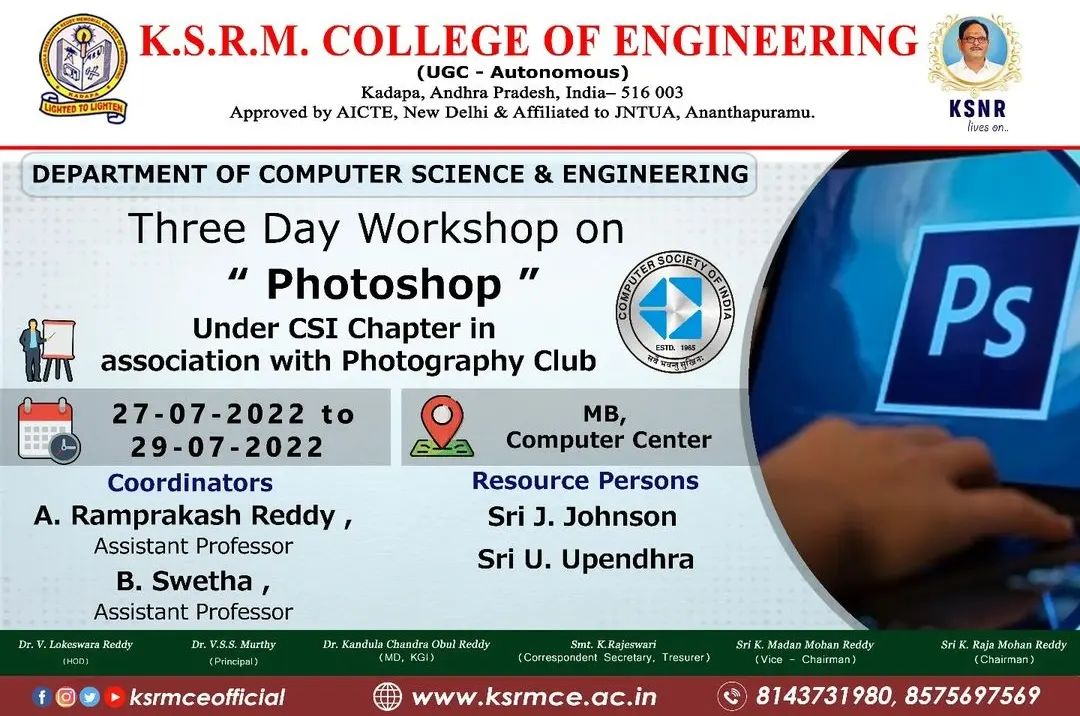 K.S.R.M. COLLEGE OF ENGINEERING
(UGC - Autonomous)
Kadapa, Andhra Pradesh, India– 516 003
Approved by AICTE, New Delhi & Affiliated to JNTUA, Ananthapuramu.
LIGHTED TO LIGHTEN
KSNR
lives on..
DEPARTMENT OF COMPUTER SCIENCE & ENGINEERING
Three Day Workshop on
“ Photoshop ”
Under CSI Chapter in
association with Photography Club
COMPUTER SOCIETY OF INDIA
ESTD. 1965
Ps
27-07-2022 to
29-07-2022
MB,
Computer Center
Coordinators
A. Ramprakash Reddy ,
Assistant Professor
B. Swetha ,
Assistant Professor
Resource Persons
Sri J. Johnson
Sri U. Upendhra
Dr. V. Lokeswara Reddy
(HOD)
Dr. V.S.S. Murthy
(Principal)
Dr. Kandula Chandra Obul Reddy
(MD, KGI)
Smt. K.Rajeswari
(Correspondent Secretary, Tresurer)
Sri K. Madan Mohan Reddy
(Vice – Chairman)
Sri K. Raja Mohan Reddy
(Chairman)
ksrmceofficial
www.ksrmce.ac.in
8143731980, 8575697569